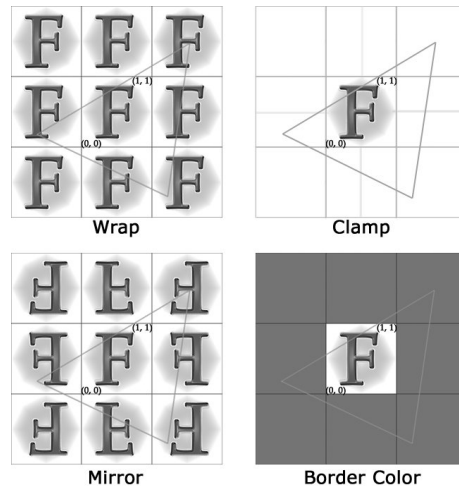 F F F
(1, 1)
F F F
(0, 0)
F F F
Wrap
(1, 1)
F
(0, 0)
Clamp
F F F
(1, 1)
F F F
(0, 0)
F F F
Mirror
(1, 1)
F
(0, 0)
Border Color